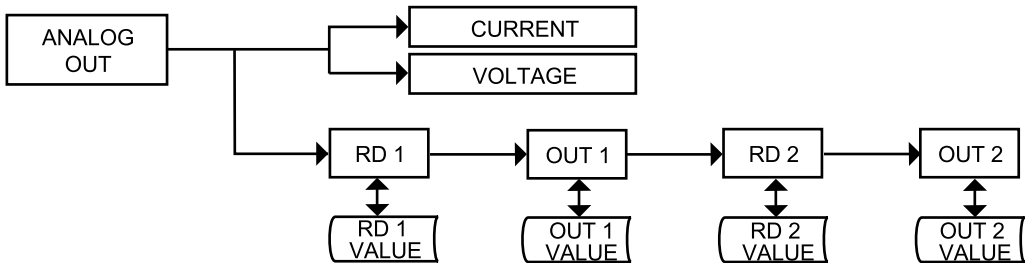 ANALOG
OUT
CURRENT
VOLTAGE
RD 1
OUT 1
RD 2
OUT 2
RD 1
VALUE
OUT 1
VALUE
RD 2
VALUE
OUT 2
VALUE